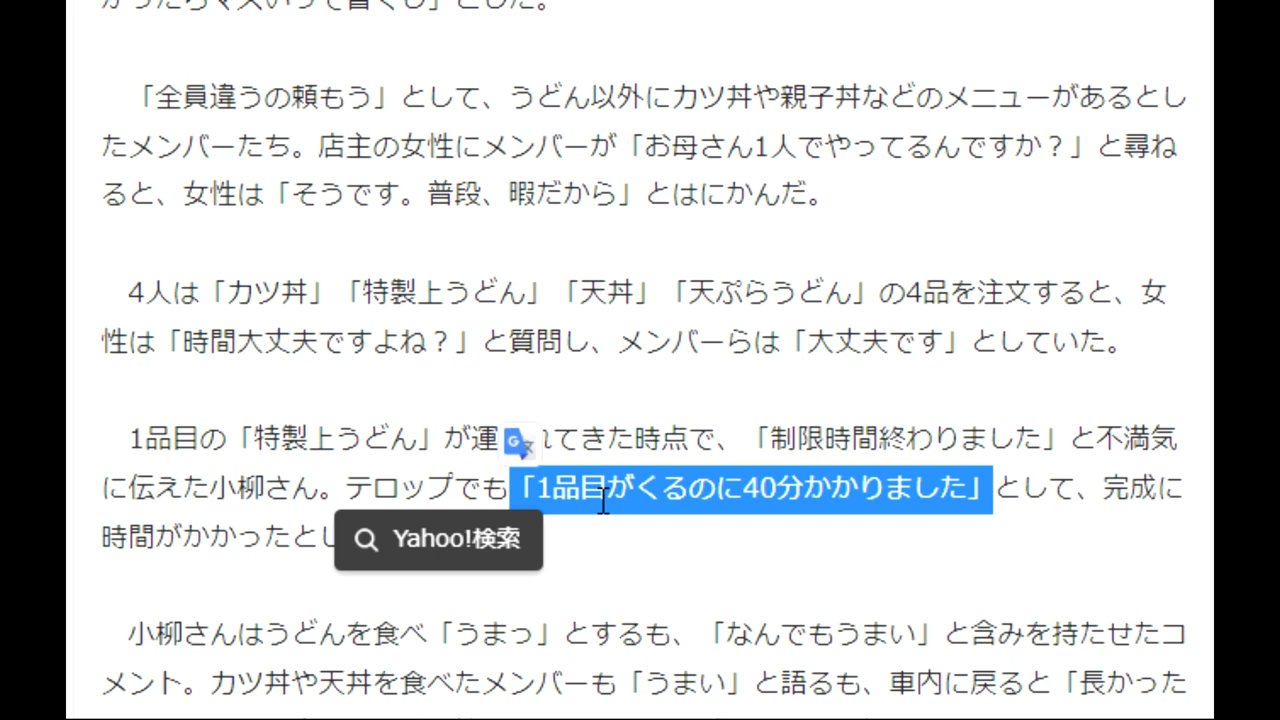 かったらマズいって書くし」とした。
「全員違うの頼もう」として、うどん以外にカツ丼や親子丼などのメニューがあるとし
たメンバーたち。店主の女性にメンバーが「お母さん1人でやってるんですか？」と尋ね
ると、女性は「そうです。普段、暇だから」とはにかんだ。
4人は「カツ丼」「特製上うどん」「天丼」「天ぷらうどん」の4品を注文すると、女
性は「時間大丈夫ですよね？」と質問し、メンバーらは「大丈夫です」としていた。
1品目の「特製上うどん」が運れてきた時点で、「制限時間終わりました」と不満気
に伝えた小柳さん。テロップでも「1品目がくるのに40分かかりました」として、完成に
時間がかかったとし
Yahoo!検索
小柳さんはうどんを食べ「うまっ」とするも、「なんでもうまい」と含みを持たせたコ
メント。カツ丼や天丼を食べたメンバーも「うまい」と語るも、車内に戻ると「長かった